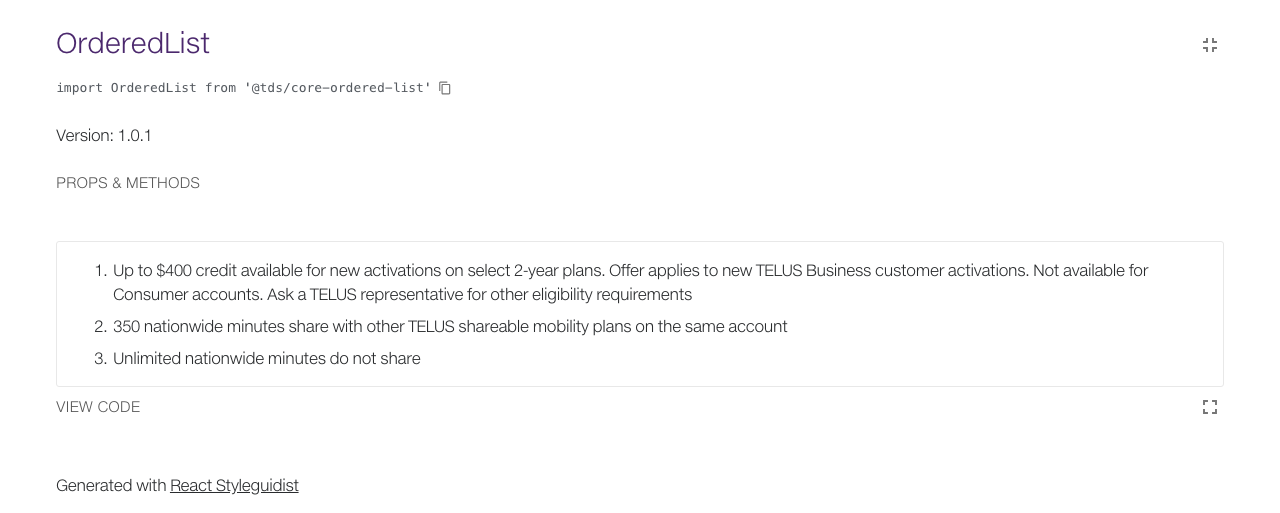 OrderedList
import OrderedList from '@tds/core-ordered-list'
Version: 1.0.1
PROPS & METHODS
1. Up to $400 credit available for new activations on select 2-year plans. Offer applies to new TELUS Business customer activations. Not available for
Consumer accounts. Ask a TELUS representative for other eligibility requirements
2. 350 nationwide minutes share with other TELUS shareable mobility plans on the same account
3. Unlimited nationwide minutes do not share
VIEW CODE
Generated with React Styleguidist